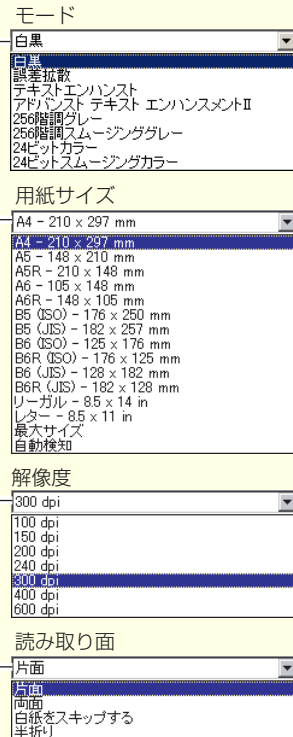 モード
白黒
白黒
誤差拡散
テキストエンハンスト
アドバンスト テキスト エンハンスメントII
256階調グレー
256階調スムージンググレー
24ビットカラー
24ビットスムージングカラー
用紙サイズ
A4 - 210 x 297 mm
A4 - 210 x 297 mm
A5 - 148 x 210 mm
A5R - 210 x 148 mm
A6 - 105 x 148 mm
A6R - 148 x 105 mm
B5 (ISO) - 176 x 250 mm
B5 (JIS) - 182 x 257 mm
B6 (ISO) - 125 x 176 mm
B6R (ISO) - 176 x 125 mm
B6 (JIS) - 128 x 182 mm
B6R (JIS) - 182 x 128 mm
リーガル - 8.5 x 14 in
レター - 8.5 x 11 in
最大サイズ
自動検知
解像度
300 dpi
100 dpi
150 dpi
200 dpi
240 dpi
300 dpi
400 dpi
600 dpi
読み取り面
片面
片面
両面
白紙をスキップする
半折り